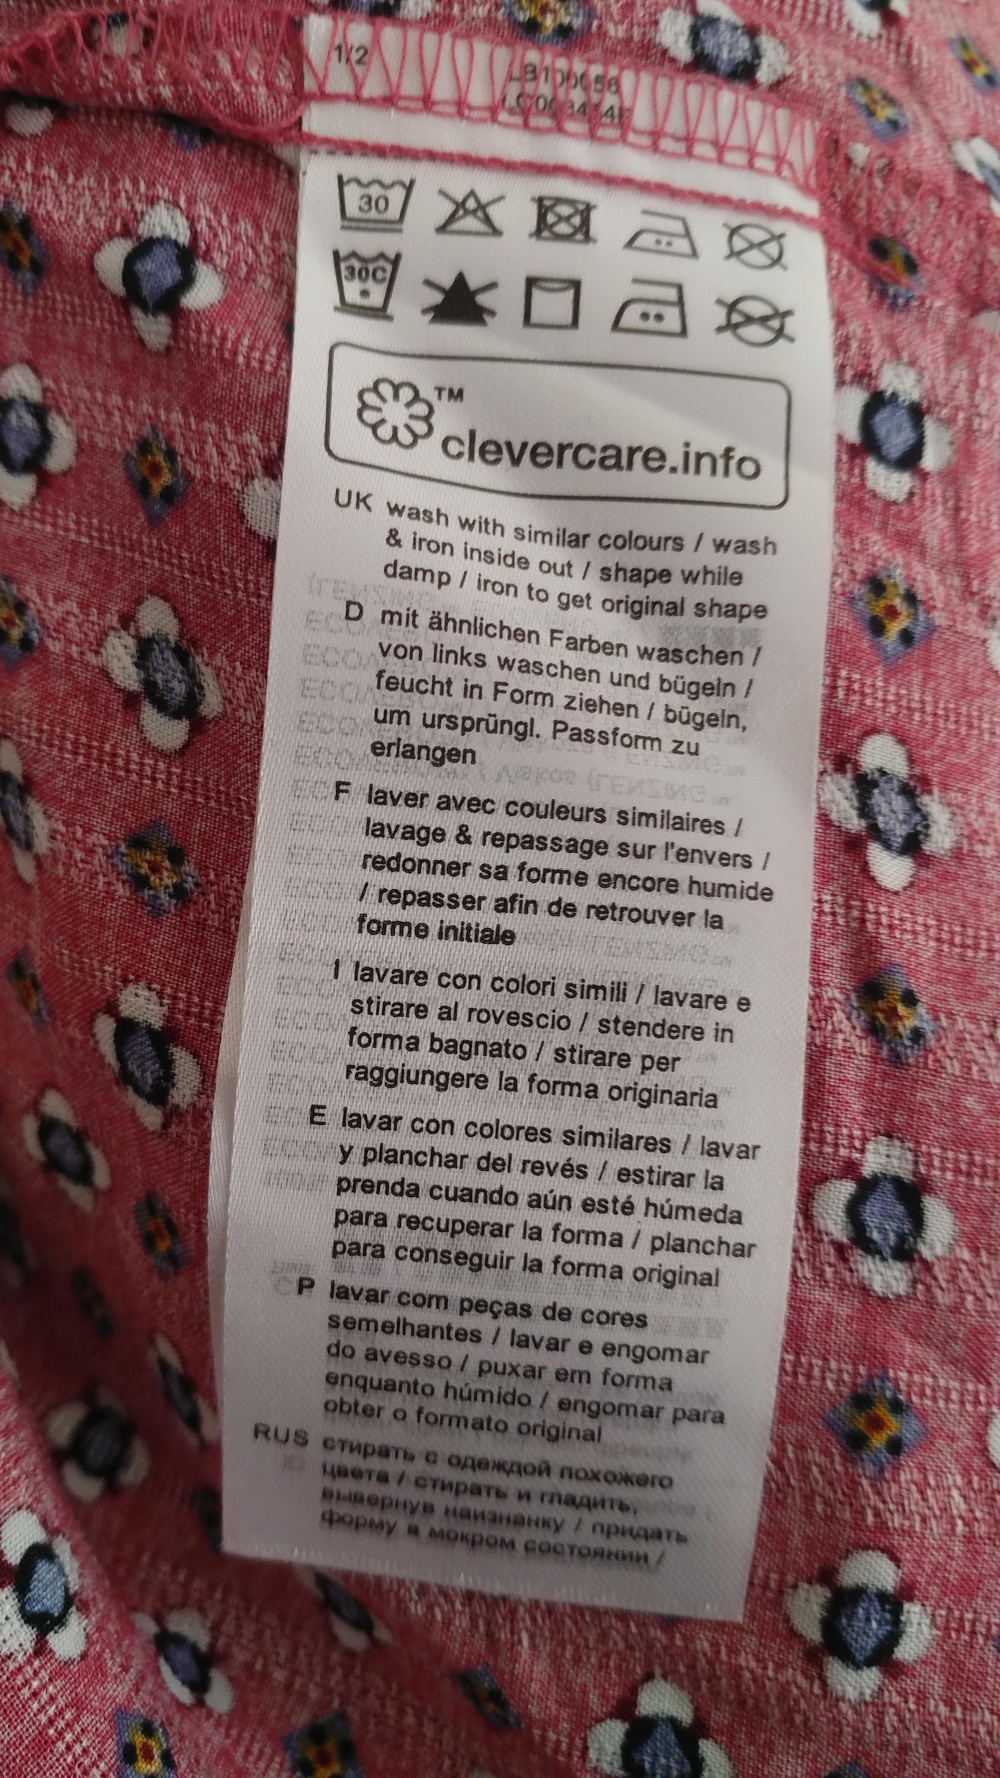 1/2
30
30C
TM
clevercare.info
UK wash with similar colours / wash
& iron inside out / shape while
damp / iron to get original shape
D mit ähnlichen Farben waschen /
von links waschen und bügeln /
feucht in Form ziehen / bügeln,
um ursprüngl. Passform zu
erlangen
F laver avec couleurs similaires /
lavage & repassage sur l'envers /
redonner sa forme encore humide
/ repasser afin de retrouver la
forme initiale
I lavare con colori simili / lavare e
stirare al rovescio / stendere in
forma bagnato / stirare per
raggiungere la forma originaria
E lavar con colores similares / lavar
y planchar del revés / estirar la
prenda cuando aún esté húmeda
para recuperar la forma / planchar
para conseguir la forma original
P lavar com peças de cores
semelhantes / lavar e engomar
do avesso / puxar em forma
enquanto húmido / engomar para
obter o formato original
RUS стирать с одеждой похожего
цвета / стирать и гладить,
вывернув наизнанку / придать
форму в мокром состоянии /